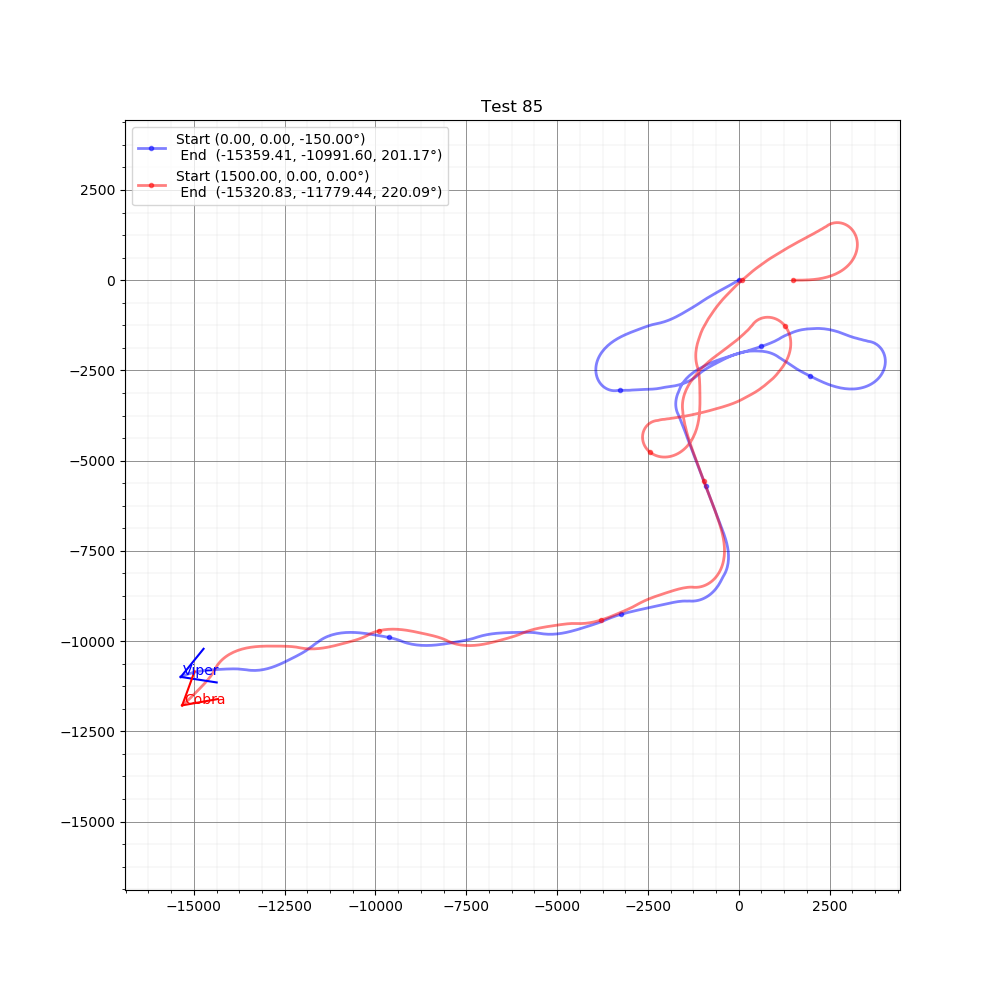 Test 85
Start (0.00, 0.00, -150.00°)
End (-15359.41, -10991.60, 201.17°)
Start (1500.00, 0.00, 0.00°)
End (-15320.83, -11779.44, 220.09°)
2500
0
−2500
−5000
−7500
−10000
−12500
−15000
Viper
Cobra
−15000 −12500 −10000 −7500 −5000 −2500 0 2500